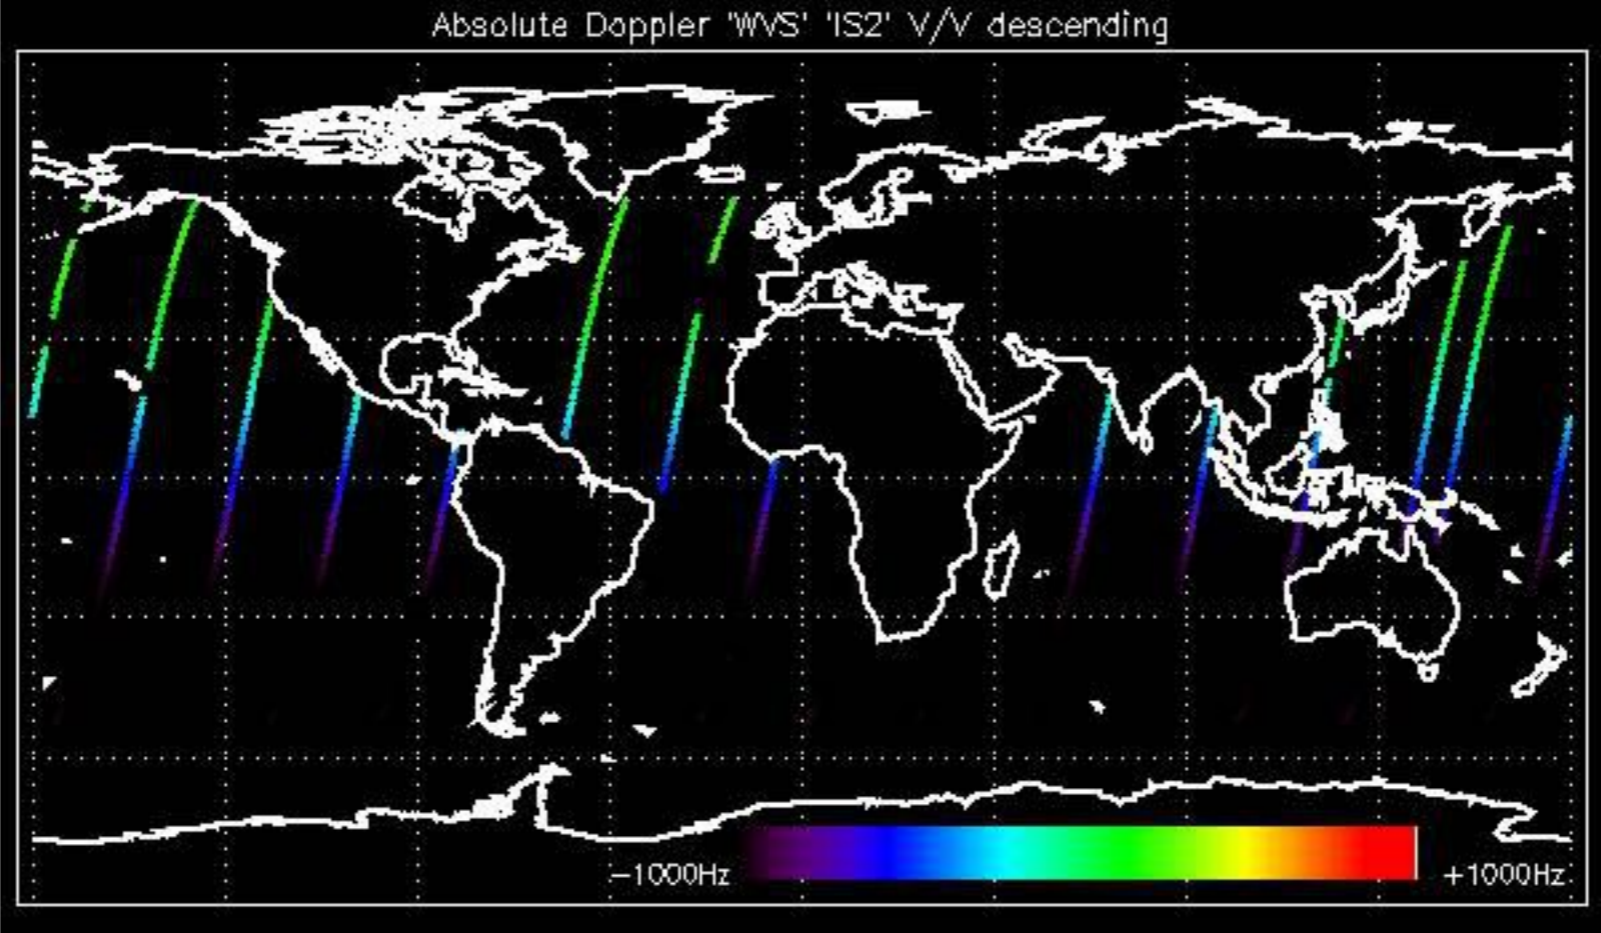 Absolute Doppler 'WVS' 'IS2' V/V descending
−1000Hz
+1000Hz